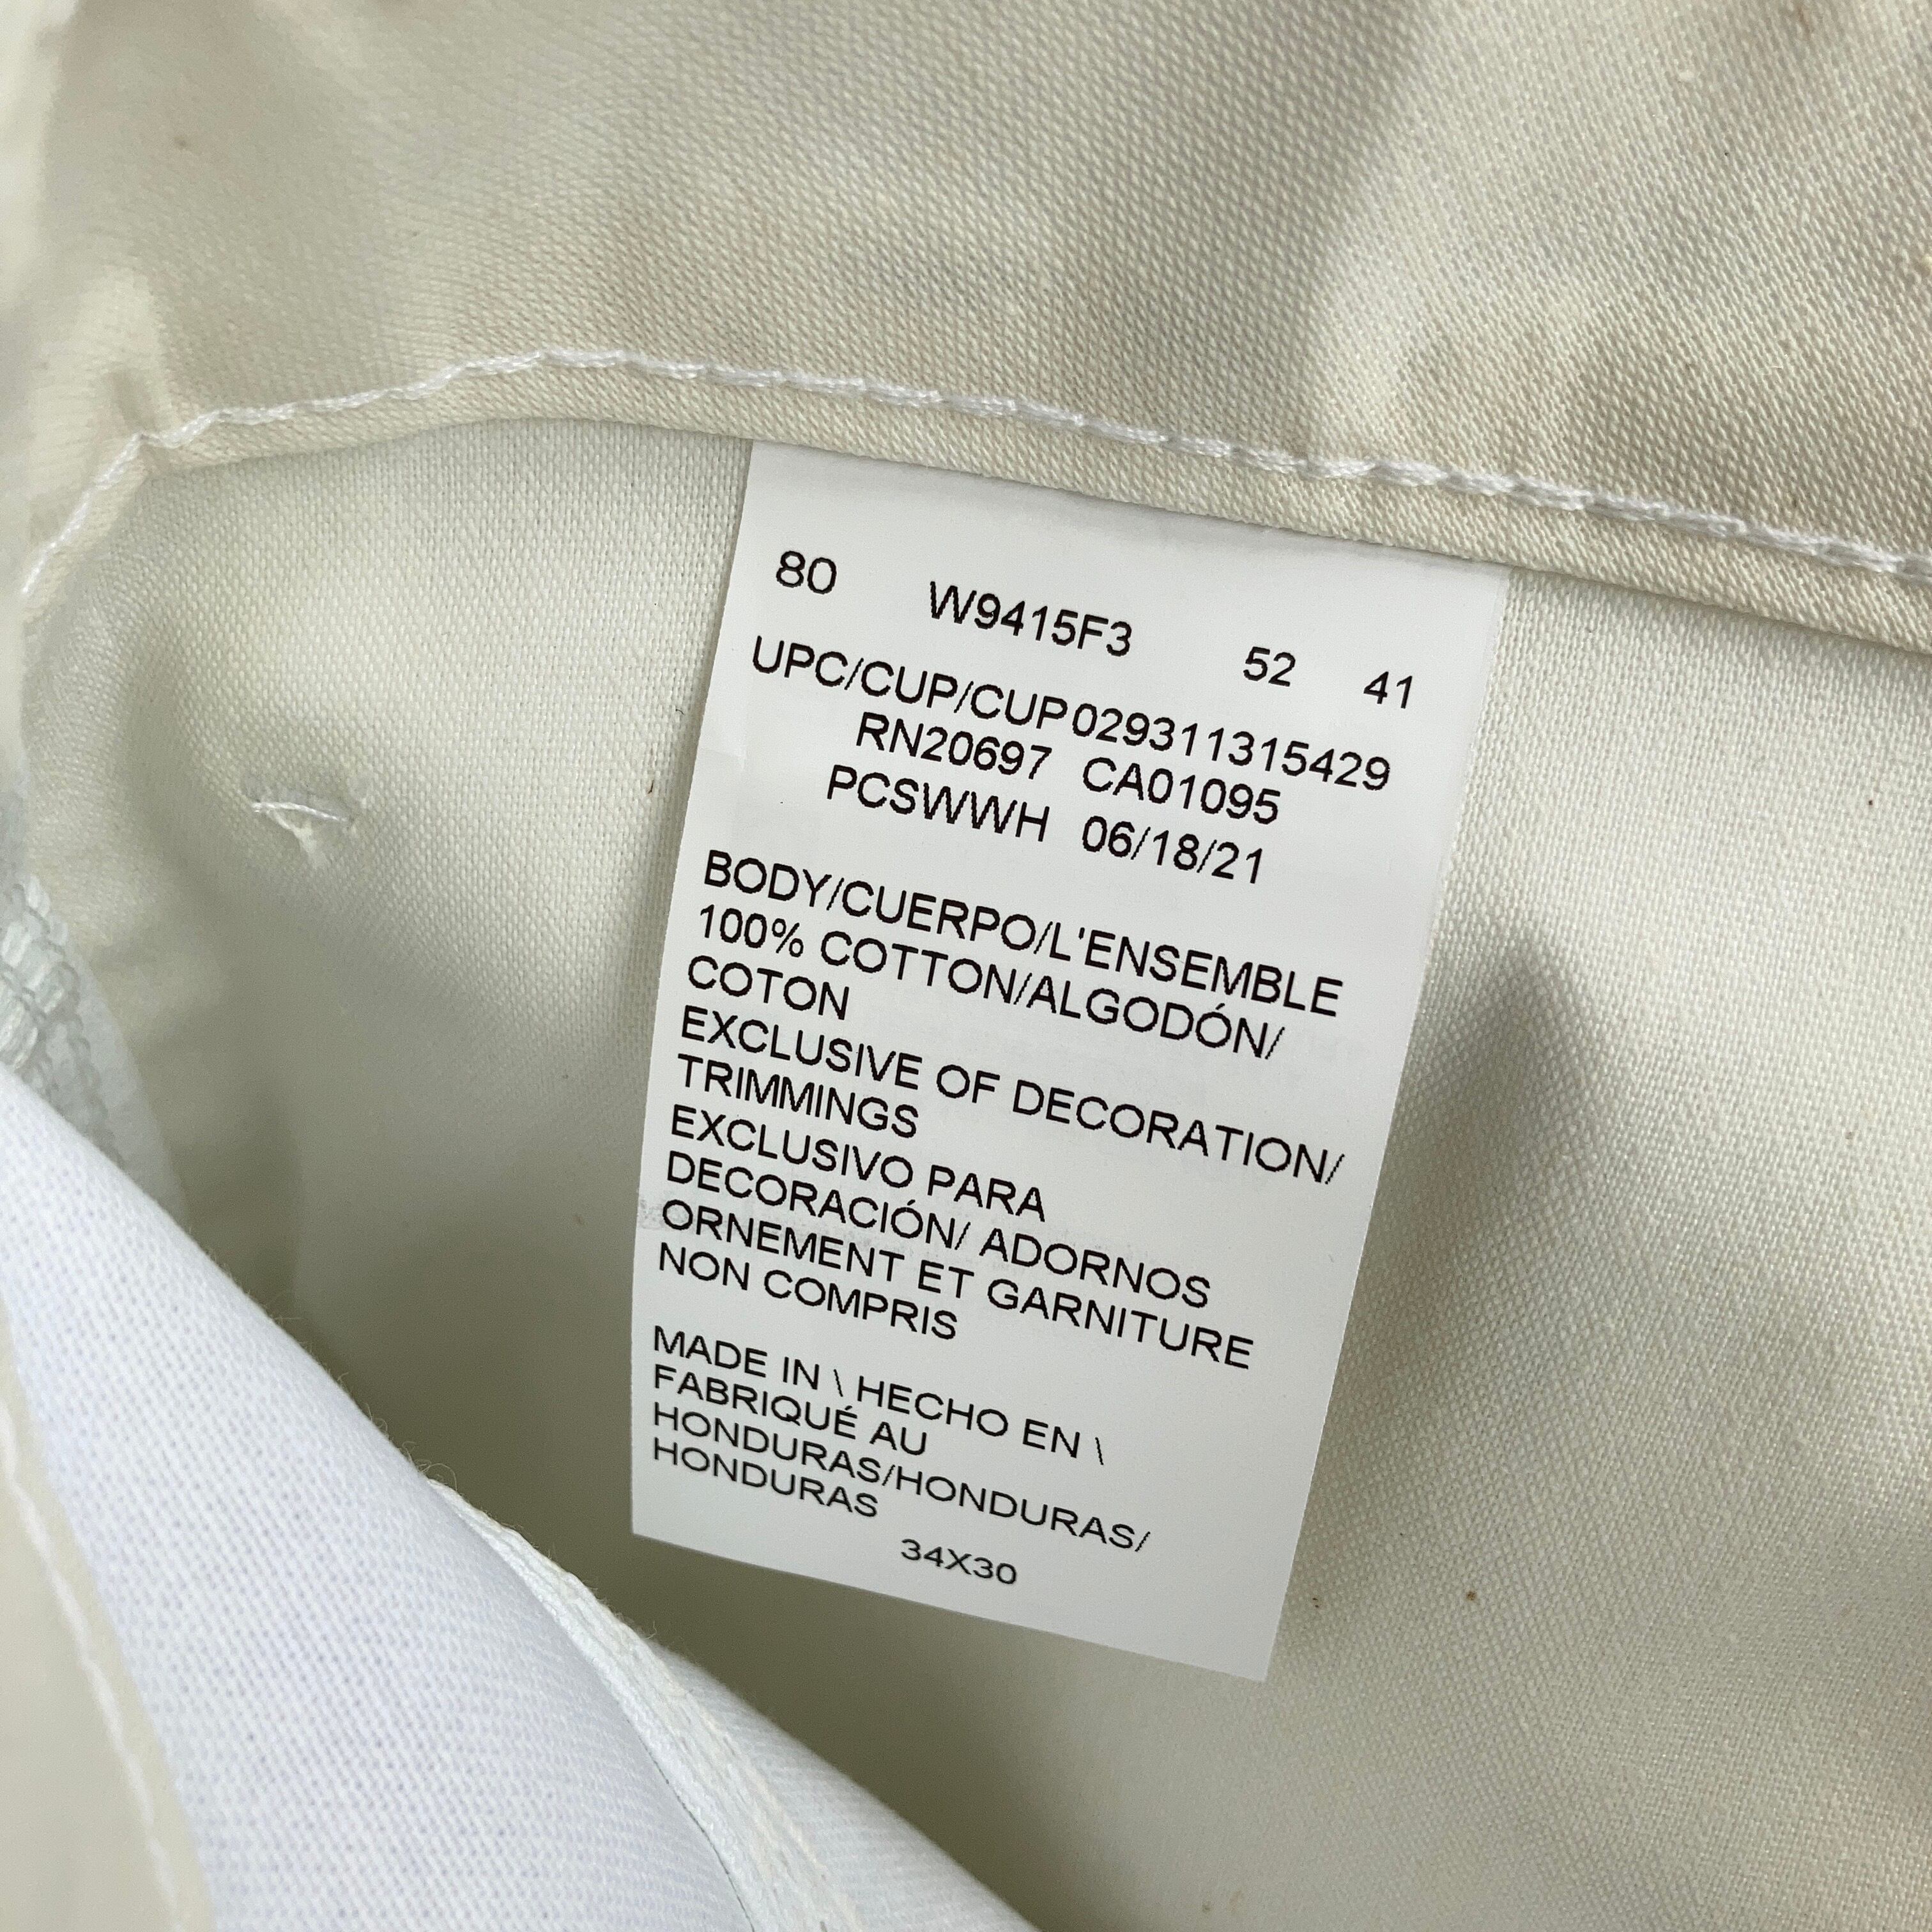 80 W9415F3 52 41
UPC/CUP/CUP029311315429
RN20697 CA01095
PCSWWH 06/18/21
BODY/CUERPO/L'ENSEMBLE
100% COTTON/ALGODÓN/
COTON
EXCLUSIVE OF DECORATION/
TRIMMINGS
EXCLUSIVO PARA
DECORACIÓN/ ADORNOS
ORNEMENT ET GARNITURE
NON COMPRIS
MADE IN \ HECHO EN \
FABRIQUÉ AU
HONDURAS/HONDURAS/
HONDURAS
34X30